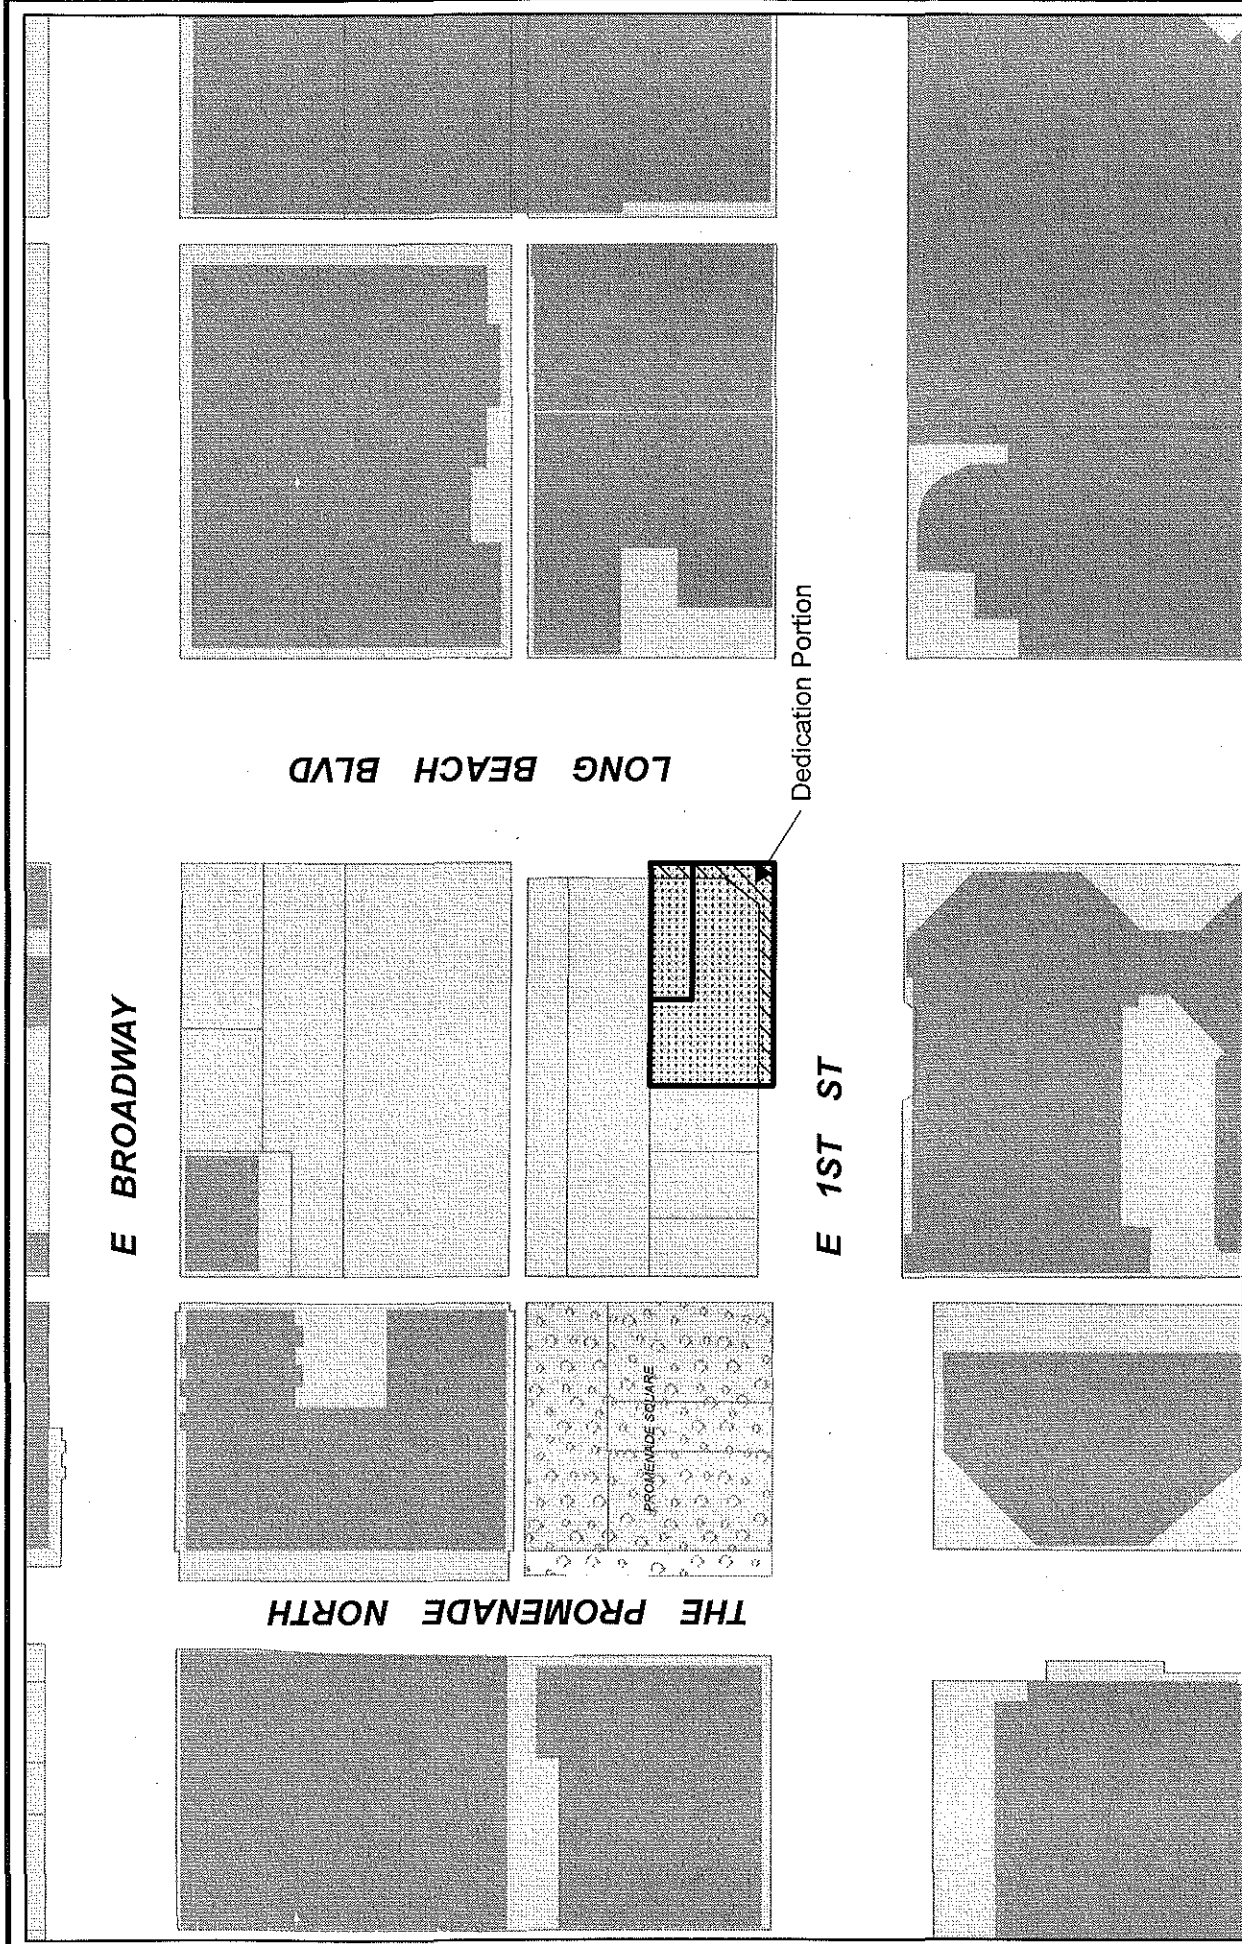 E BROADWAY
LONG BEACH BLVD
Dedication Portion
E 1ST ST
PROMENADE SQUARE
THE PROMENADE NORTH